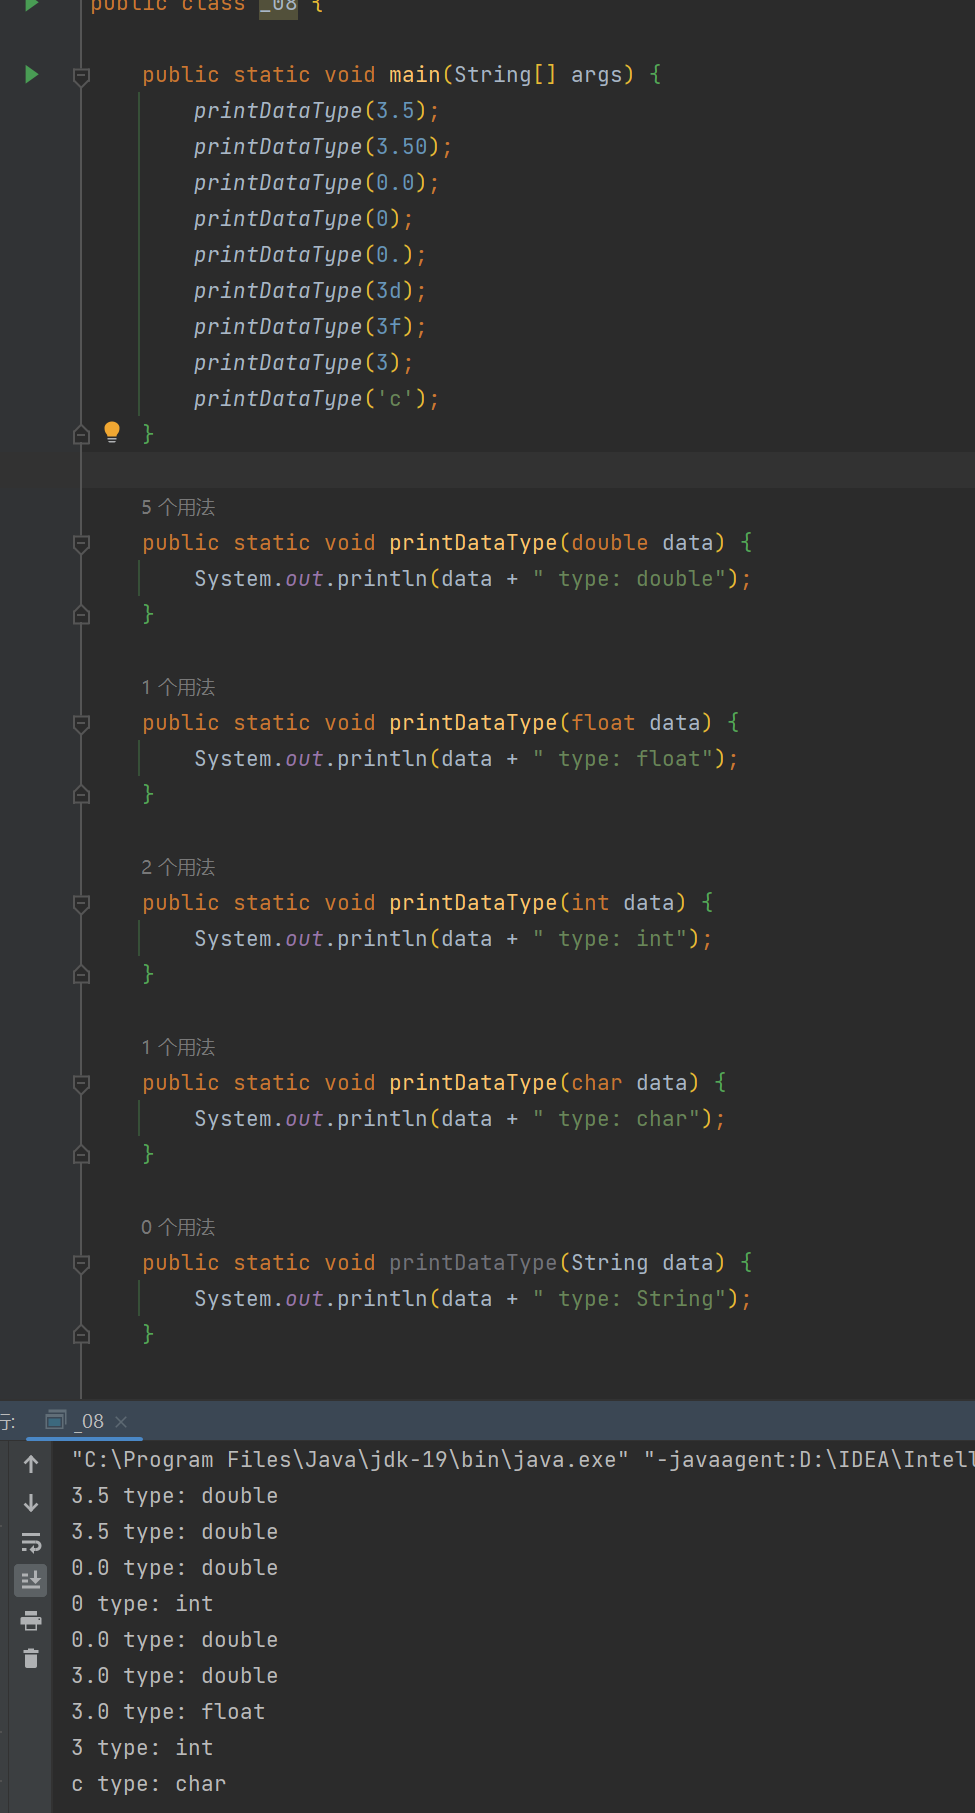 public class _08 {
public static void main(String[] args) {
printDataType(3.5);
printDataType(3.50);
printDataType(0.0);
printDataType(0);
printDataType(0.);
printDataType(3d);
printDataType(3f);
printDataType(3);
printDataType('c');
}
5 个用法
public static void printDataType(double data) {
System.out.println(data + " type: double");
}
1 个用法
public static void printDataType(float data) {
System.out.println(data + " type: float");
}
2 个用法
public static void printDataType(int data) {
System.out.println(data + " type: int");
}
1 个用法
public static void printDataType(char data) {
System.out.println(data + " type: char");
}
0 个用法
public static void printDataType(String data) {
System.out.println(data + " type: String");
}
行: _08 ×
"C:\Program Files\Java\jdk-19\bin\java.exe" "-javaagent:D:\IDEA\Intell
3.5 type: double
3.5 type: double
0.0 type: double
0 type: int
0.0 type: double
3.0 type: double
3.0 type: float
3 type: int
c type: char